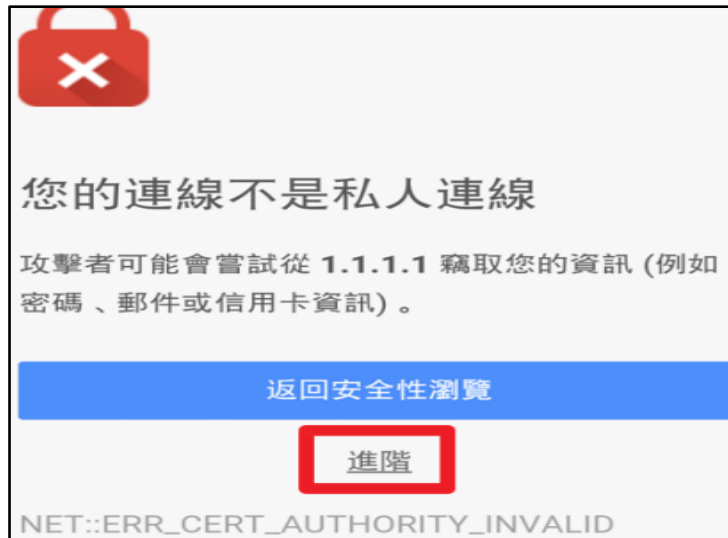 您的連線不是私人連線
攻擊者可能會嘗試從 1.1.1.1 竊取您的資訊 (例如
密碼、郵件或信用卡資訊)。
返回安全性瀏覽
進階
NET::ERR_CERT_AUTHORITY_INVALID